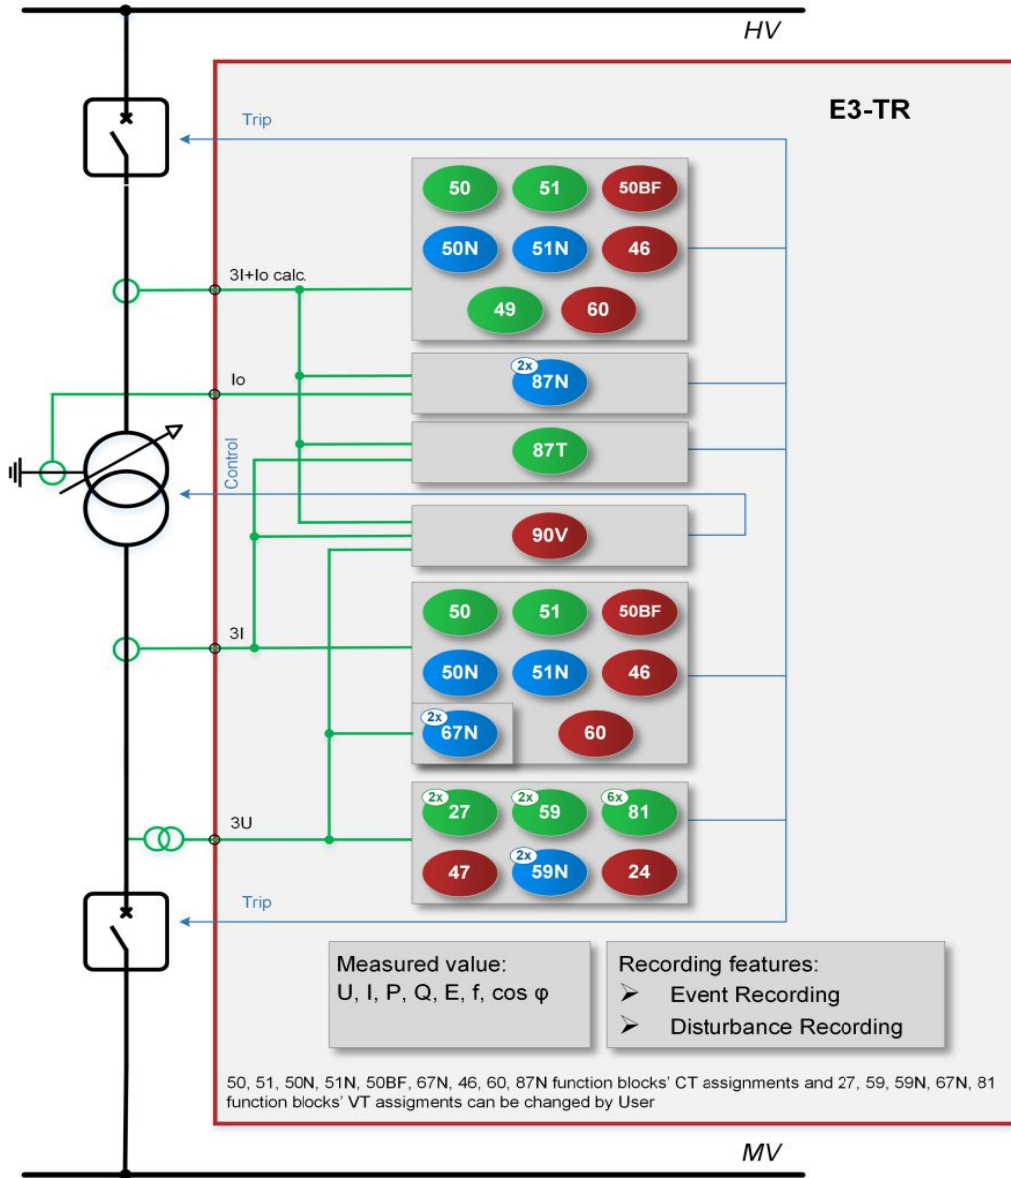 HV
E3-TR
Trip
50 51 50BF
50N 51N 46
3I+Io calc.
49 60
2x
87N
Io
87T
Control
90V
50 51 50BF
3I
50N 51N 46
2x
67N 60
2x 2x 6x
27 59 81
3U
2x
47 59N 24
Trip
Measured value:
U, I, P, Q, E, f, cos φ
Recording features:
➢ Event Recording
➢ Disturbance Recording
50, 51, 50N, 51N, 50BF, 67N, 46, 60, 87N function blocks' CT assignments and 27, 59, 59N, 67N, 81
function blocks' VT assigments can be changed by User
MV